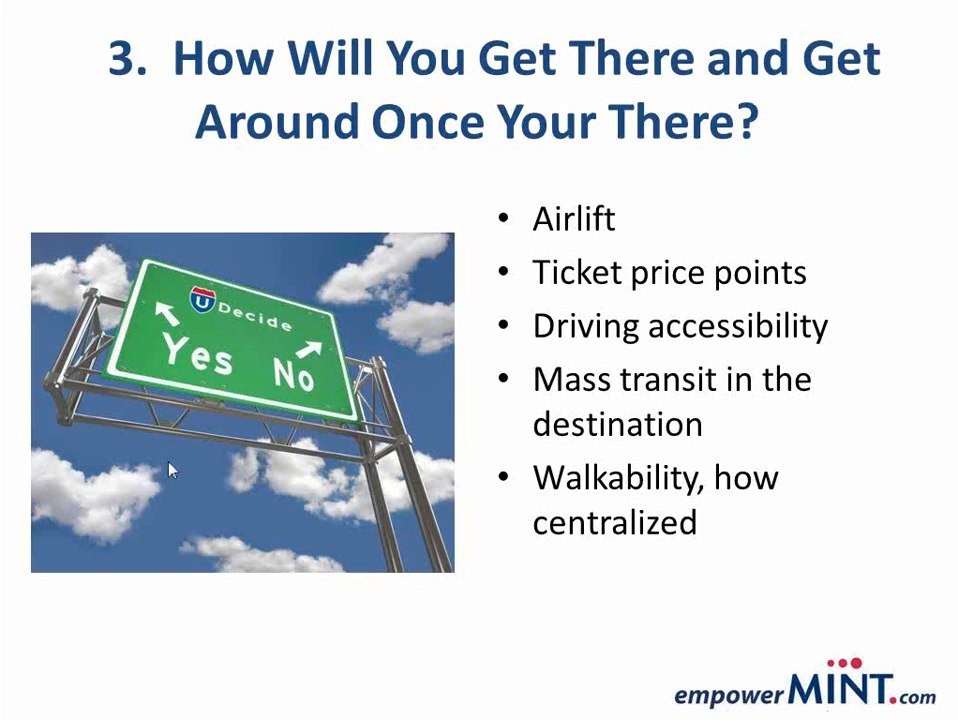 3. How Will You Get There and Get
Around Once Your There?
• Airlift
• Ticket price points
• Driving accessibility
• Mass transit in the
destination
• Walkability, how
centralized
U Decide
Yes No
empowerMINT.com